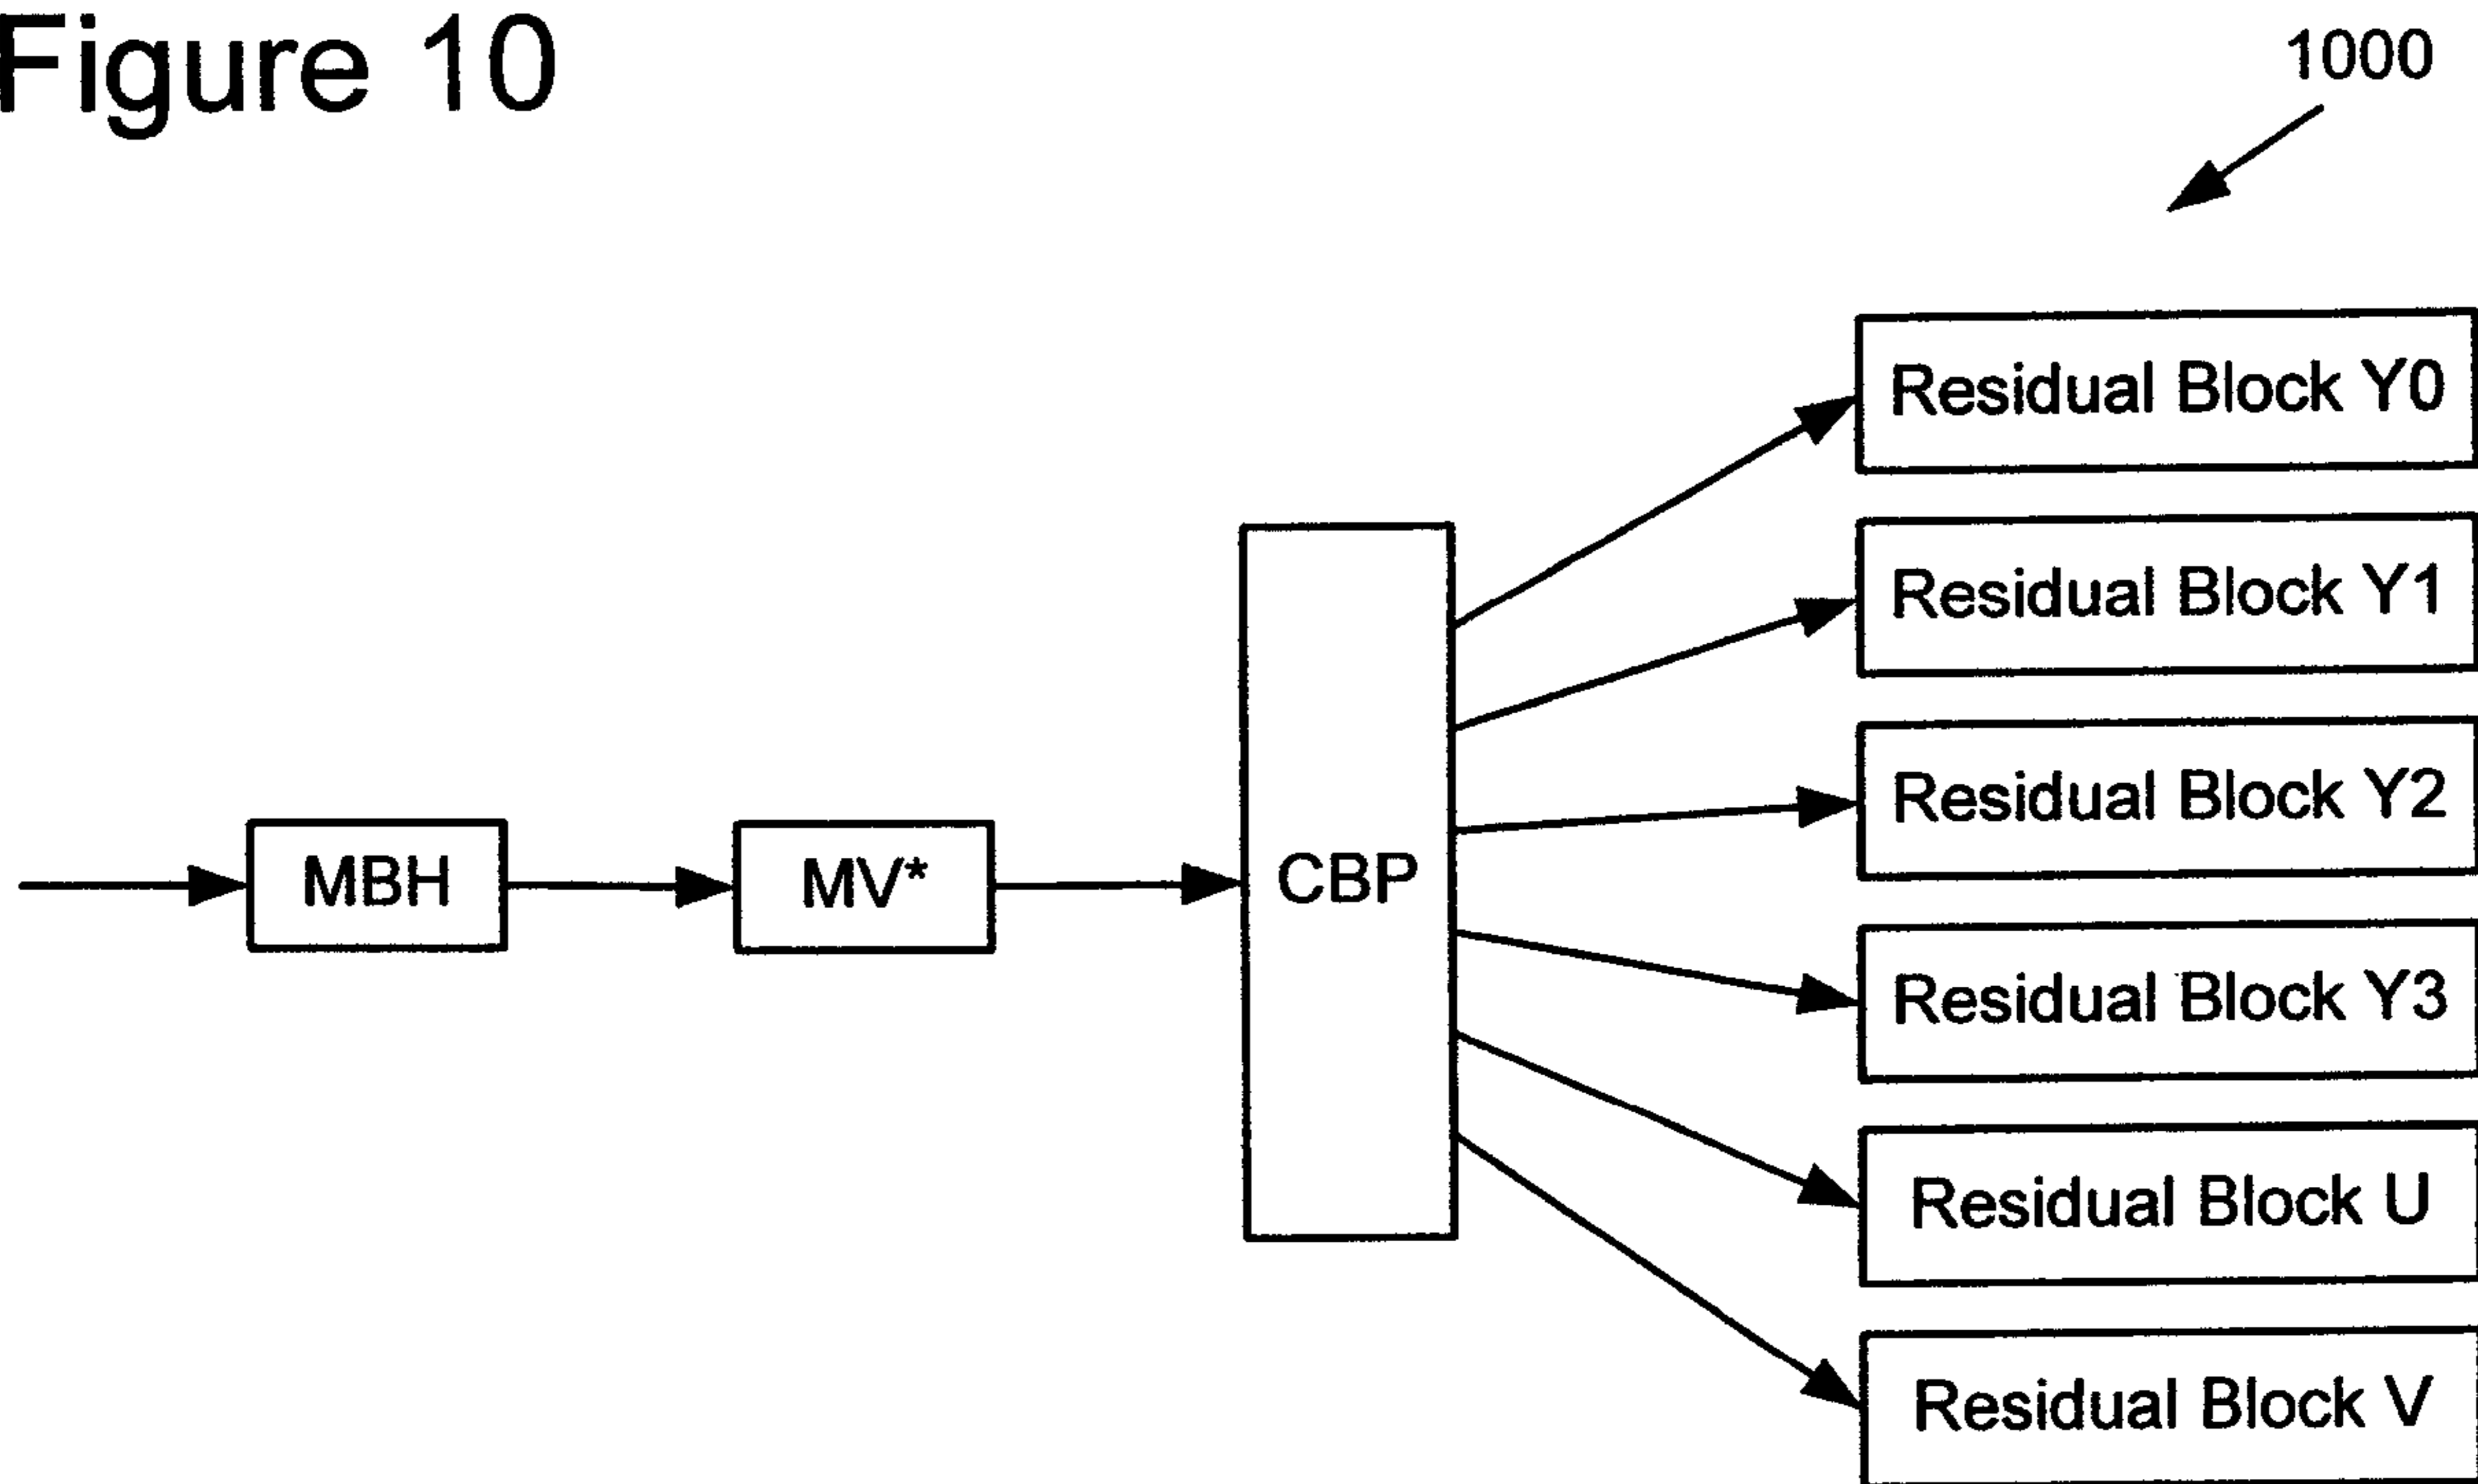 Figure 10
1000
Residual Block Y0
Residual Block Y1
Residual Block Y2
MBH
MV*
CBP
Residual Block Y3
Residual Block U
Residual Block V